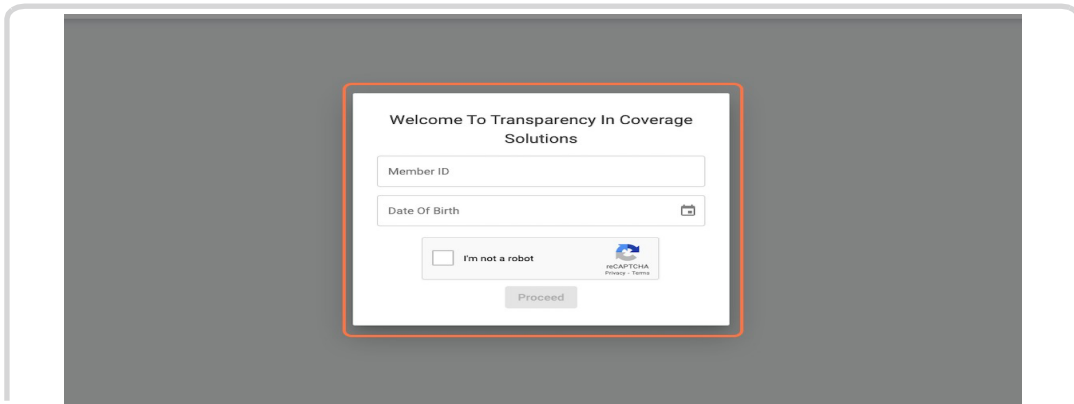 Welcome To Transparency In Coverage
Solutions
Member ID
Date Of Birth
I'm not a robot
reCAPTCHA
Privacy - Terms
Proceed